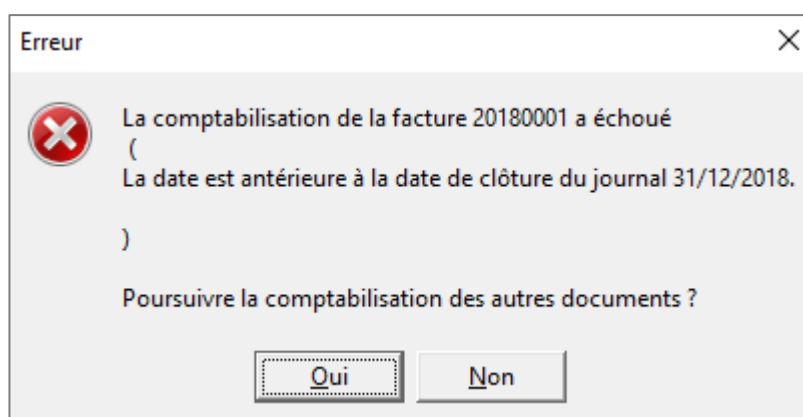 Erreur
La comptabilisation de la facture 20180001 a échoué
(
La date est antérieure à la date de clôture du journal 31/12/2018.
)
Poursuivre la comptabilisation des autres documents ?
Oui
Non